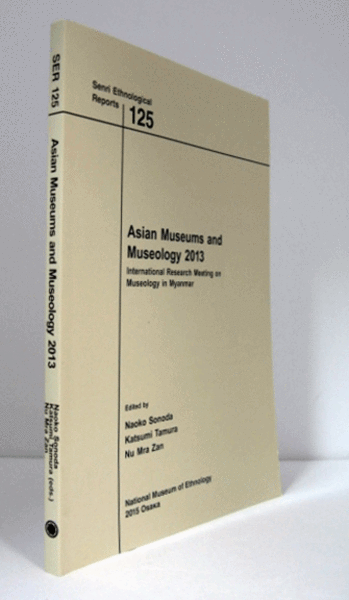 SER 125
Asian Museums and Museology 2013
Naoko Sonoda
Katsumi Tamura (eds.)
Nu Mra Zan
Senri Ethnological
Reports
125
Asian Museums and
Museology 2013
International Research Meeting on
Museology in Myanmar
Edited by
Naoko Sonoda
Katsumi Tamura
Nu Mra Zan
National Museum of Ethnology
2015 Osaka